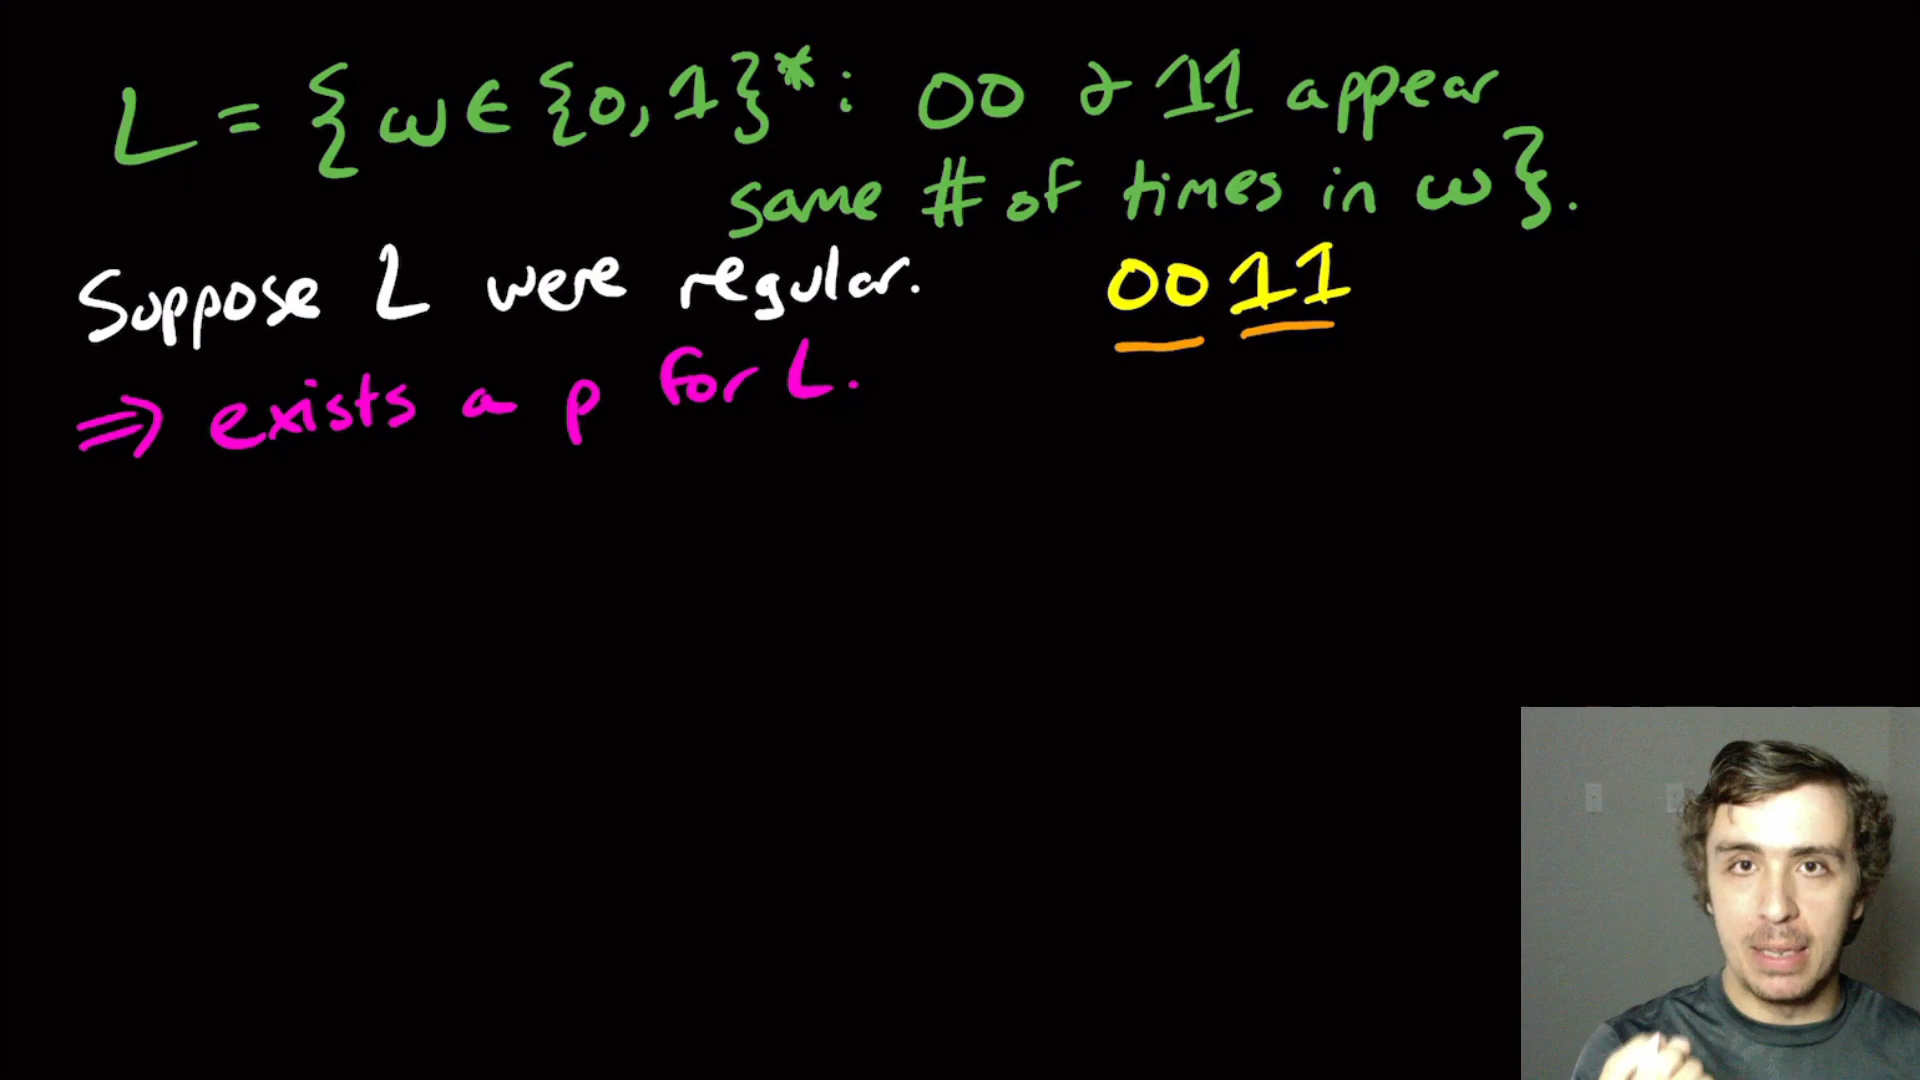 L = {w ∈ {0,1}*: 00 & 11 appear
same # of times in w}.
Suppose L were regular.
0011
⇒ exists a p for L.